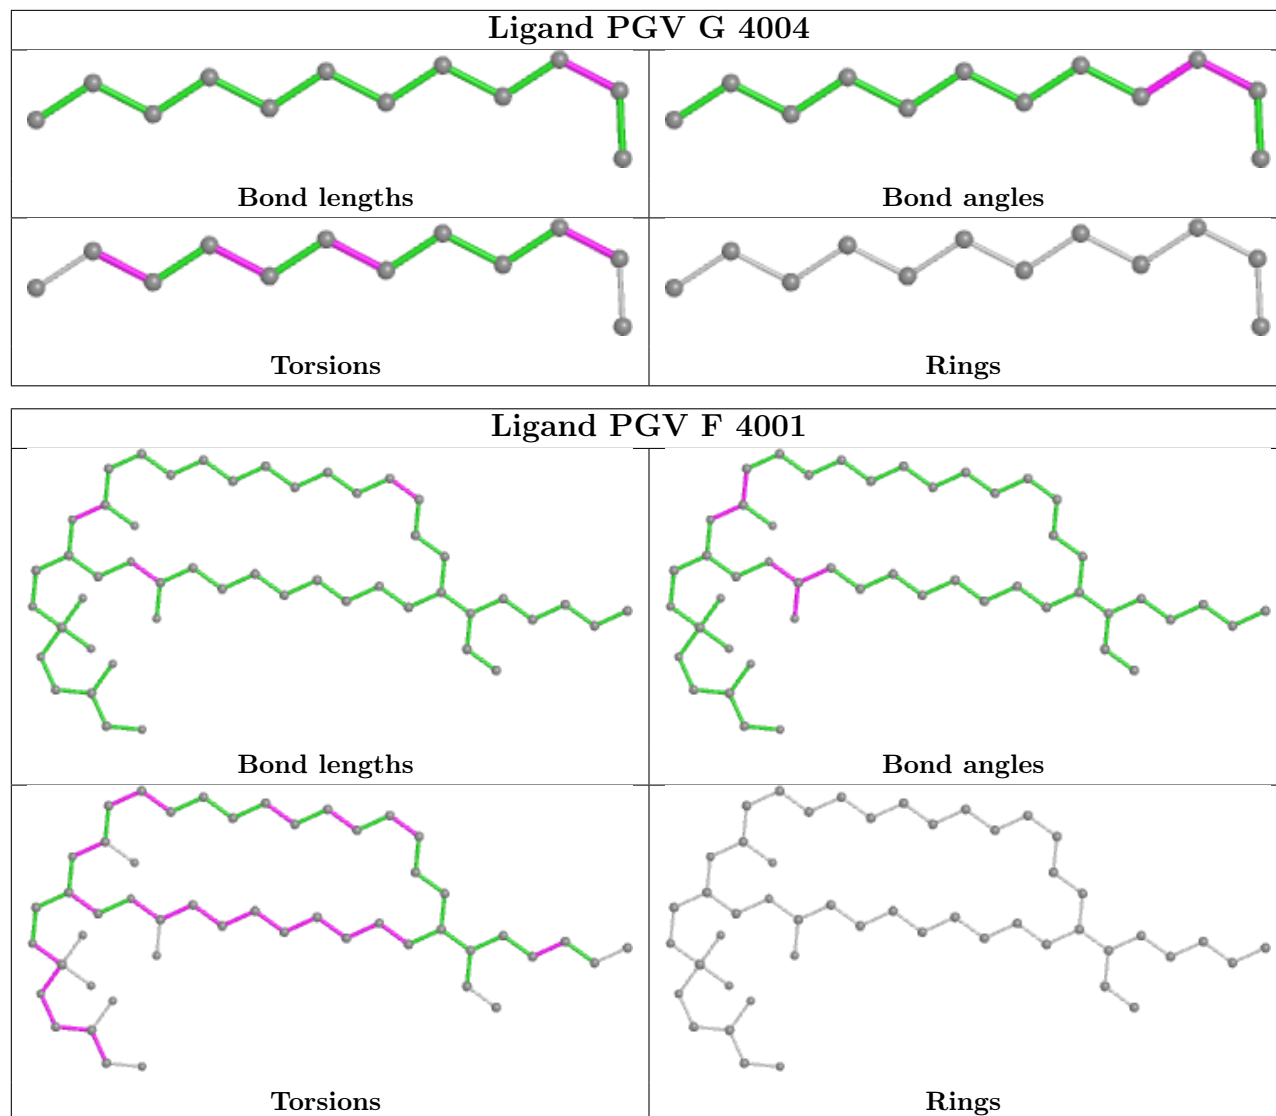 Ligand PGV G 4004
Bond lengths
Bond angles
Torsions
Rings
Ligand PGV F 4001
Bond lengths
Bond angles
Torsions
Rings